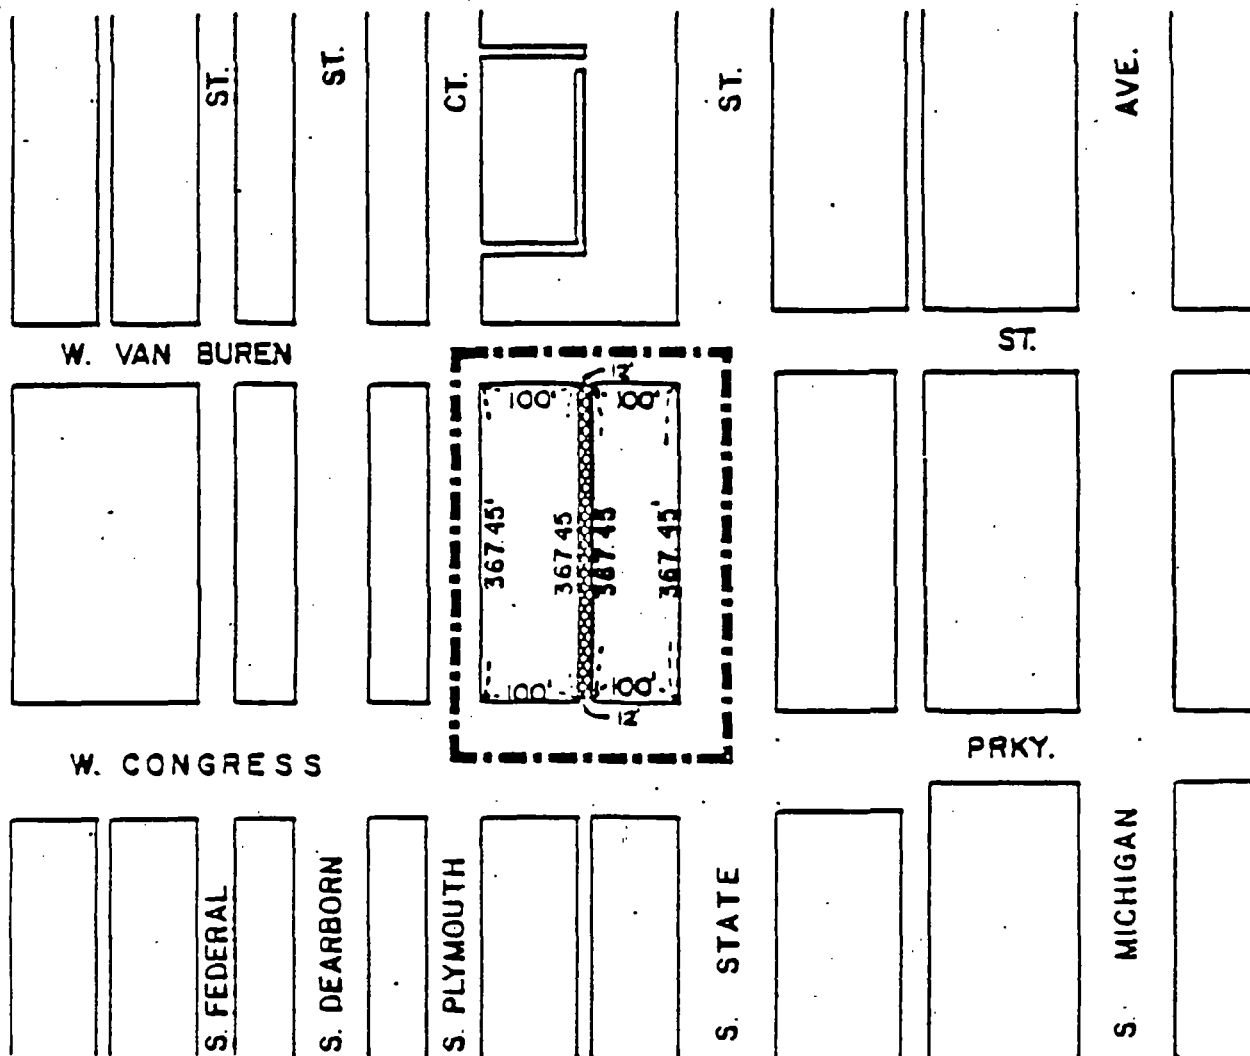 ST.
ST.
CT.
ST.
AVE.
W. VAN BUREN
ST.
12'
100'
100'
367.45'
367.45
367.45
367.45'
100'
100'
12'
W. CONGRESS
PRKY.
S. FEDERAL
S. DEARBORN
S. PLYMOUTH
S. STATE
S. MICHIGAN